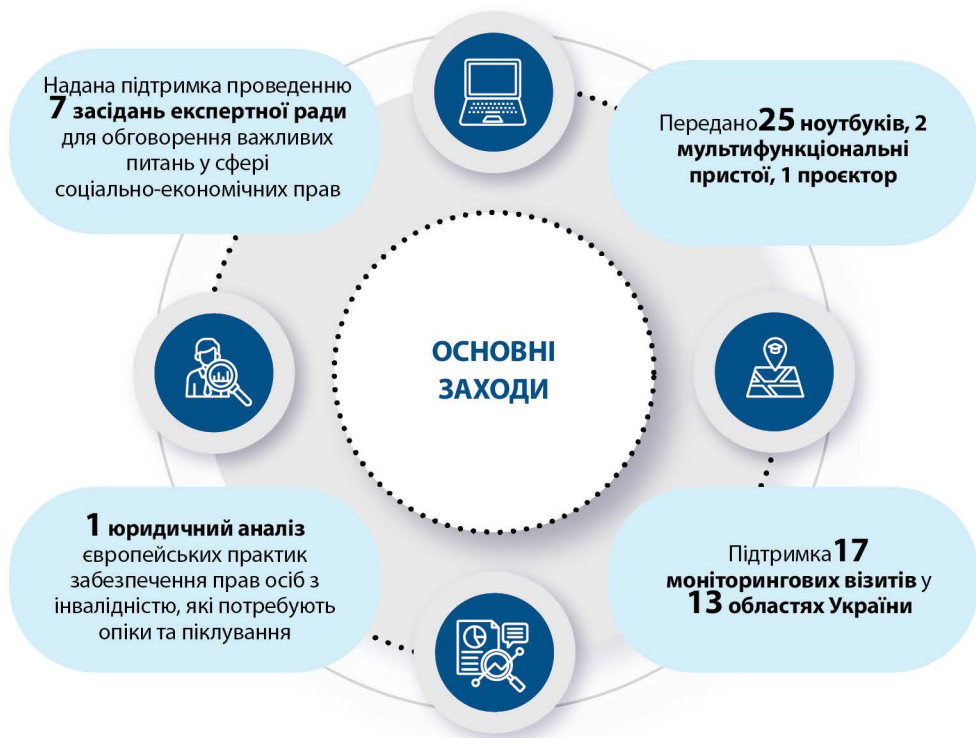 Надана підтримка проведенню
7 засідань експертної ради
для обговорення важливих
питань у сфері
соціально-економічних прав
Передано 25 ноутбуків, 2
мультифункціональні
пристої, 1 проєктор
ОСНОВНІ
ЗАХОДИ
1 юридичний аналіз
європейських практик
забезпечення прав осіб з
інвалідністю, які потребують
опіки та піклування
Підтримка 17
моніторингових візитів у
13 областях України